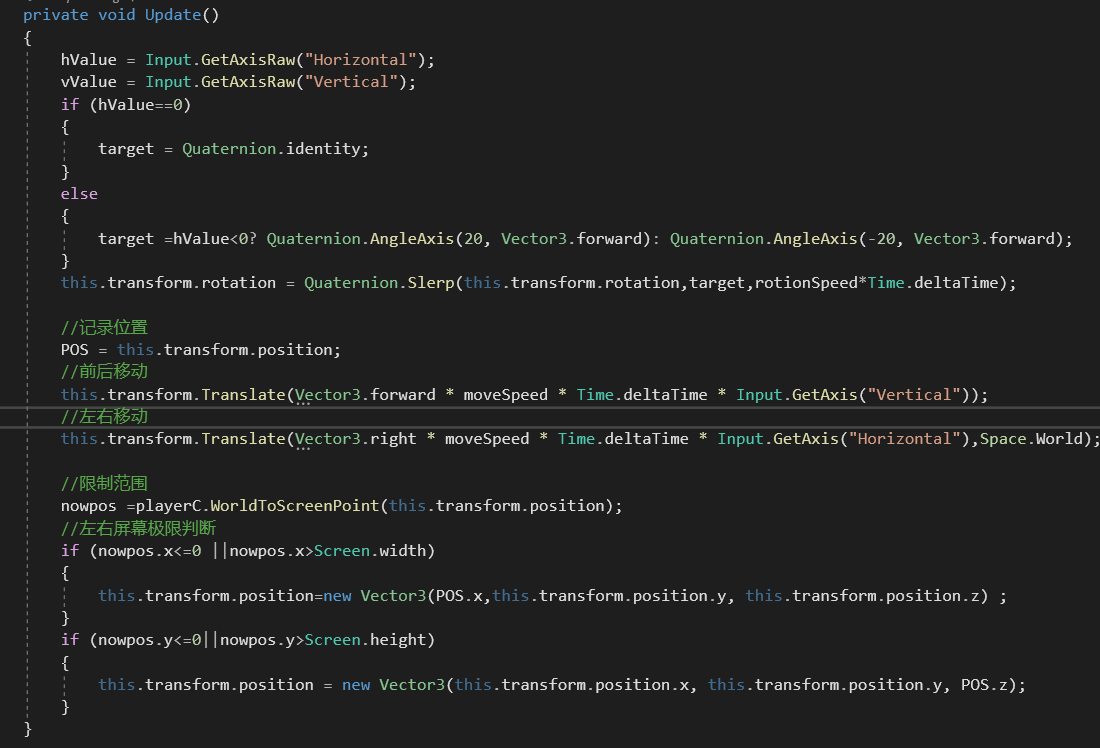 private void Update()
{
hValue = Input.GetAxisRaw("Horizontal");
vValue = Input.GetAxisRaw("Vertical");
if (hValue==0)
{
target = Quaternion.identity;
}
else
{
target =hValue<0? Quaternion.AngleAxis(20, Vector3.forward): Quaternion.AngleAxis(-20, Vector3.forward);
}
this.transform.rotation = Quaternion.Slerp(this.transform.rotation,target,rotionSpeed*Time.deltaTime);
//记录位置
POS = this.transform.position;
//前后移动
this.transform.Translate(Vector3.forward * moveSpeed * Time.deltaTime * Input.GetAxis("Vertical"));
//左右移动
this.transform.Translate(Vector3.right * moveSpeed * Time.deltaTime * Input.GetAxis("Horizontal"),Space.World);
//限制范围
nowpos =playerC.WorldToScreenPoint(this.transform.position);
//左右屏幕极限判断
if (nowpos.x<=0 ||nowpos.x>Screen.width)
{
this.transform.position=new Vector3(POS.x,this.transform.position.y, this.transform.position.z) ;
}
if (nowpos.y<=0||nowpos.y>Screen.height)
{
this.transform.position = new Vector3(this.transform.position.x, this.transform.position.y, POS.z);
}
}